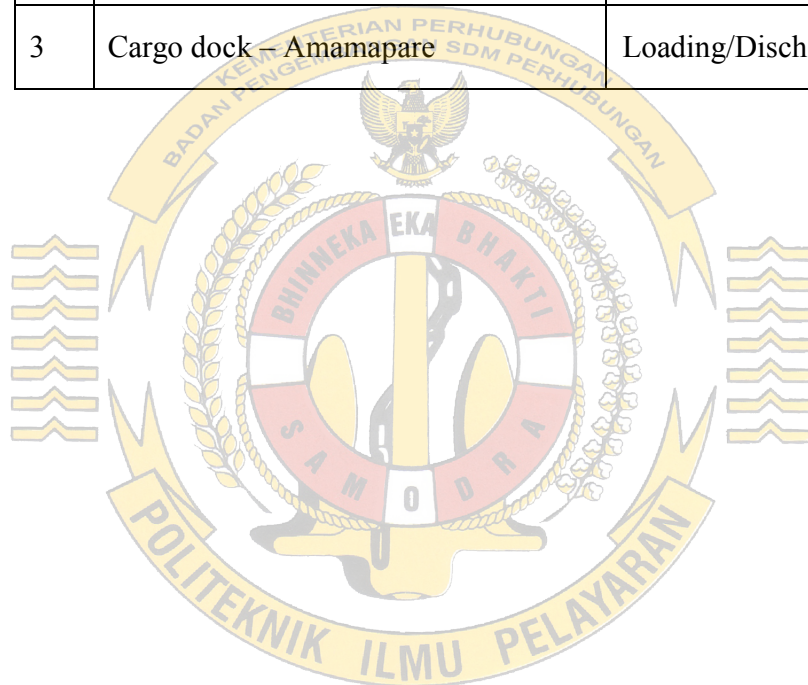 3 Cargo dock – Amamapare Loading/Disch
KEMENTERIAN PERHUBUNGAN
BADAN PENGEMBANGAN SDM PERHUBUNGAN
BHINNEKA EKA BHAKTI
SAMODRA
POLITEKNIK ILMU PELAYARAN